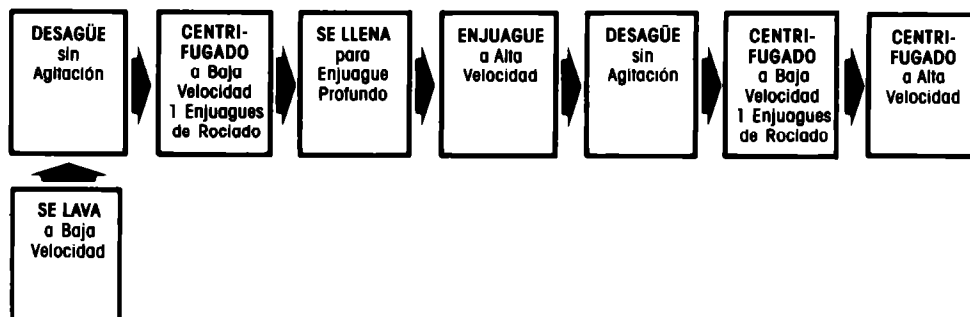 DESAGÜE
sin
Agitación
CENTRI-
FUGADO
a Baja
Velocidad
1 Enjuagues
de Rociado
SE LLENA
para
Enjuague
Profundo
ENJUAGUE
a Alta
Velocidad
DESAGÜE
sin
Agitación
CENTRI-
FUGADO
a Baja
Velocidad
1 Enjuagues
de Rociado
CENTRI-
FUGADO
a Alta
Velocidad
SE LAVA
a Baja
Velocidad